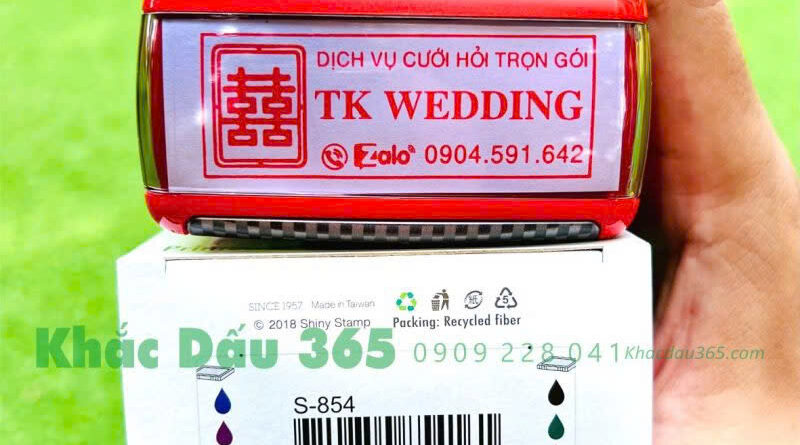 囍
DỊCH VỤ CƯỚI HỎI TRỌN GÓI
TK WEDDING
Zalo 0904.591.642
SINCE 1957 Made in Taiwan
© 2018 Shiny Stamp
Packing: Recycled fiber
Khắc Dấu 365 0909 228 041 Khacdau365.com
S-854